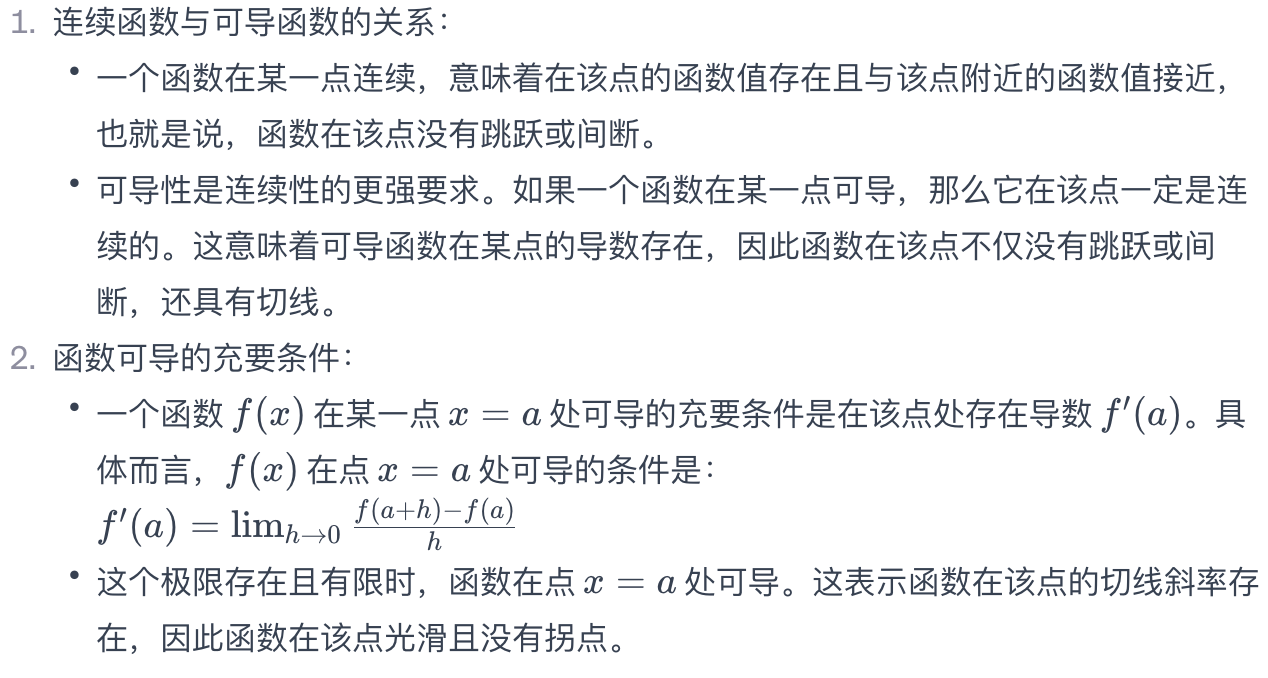 1. 连续函数与可导函数的关系：
• 一个函数在某一点连续，意味着在该点的函数值存在且与该点附近的函数值接近，
也就是说，函数在该点没有跳跃或间断。
• 可导性是连续性的更强要求。如果一个函数在某一点可导，那么它在该点一定是连
续的。这意味着可导函数在某点的导数存在，因此函数在该点不仅没有跳跃或间
断，还具有切线。
2. 函数可导的充要条件：
• 一个函数 f(x) 在某一点 x = a 处可导的充要条件是在该点处存在导数 f′(a)。具
体而言，f(x) 在点 x = a 处可导的条件是：
f′(a) = lim_{h→0} \frac{f(a+h)−f(a)}{h}
• 这个极限存在且有限时，函数在点 x = a 处可导。这表示函数在该点的切线斜率存
在，因此函数在该点光滑且没有拐点。